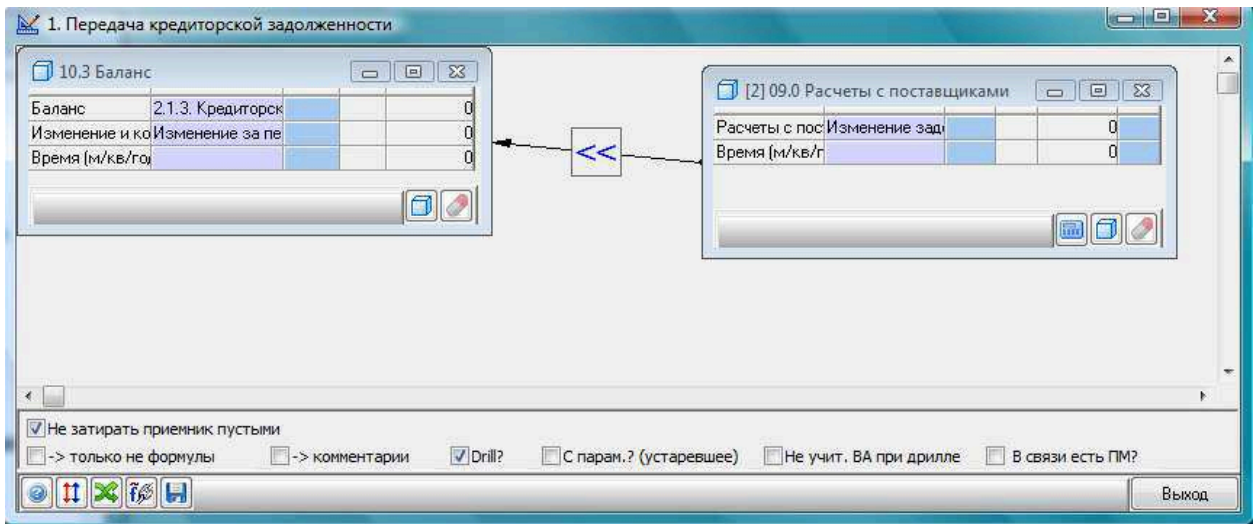 1. Передача кредиторской задолженности
10.3 Баланс
Баланс 2.1.3. Кредиторск 0
Изменение и ко Изменение за пе 0
Время (м/кв/го 0
<<
[2] 09.0 Расчеты с поставщиками
Расчеты с пос Изменение зад 0
Время (м/кв/г 0
Не затирать приемник пустыми
-> только не формулы -> комментарии Drill? С парам.? (устаревшее) Не учит. ВА при дрилле В связи есть ПМ?
Выход